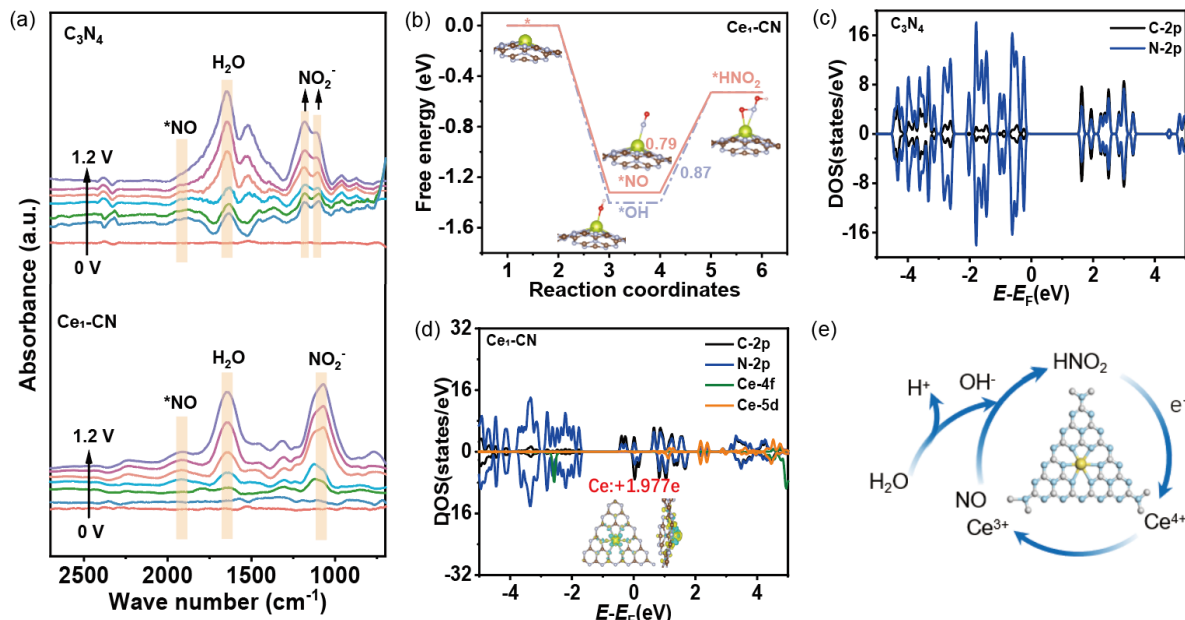 (a)
C₃N₄
H₂O
NO₂⁻
*NO
1.2 V
0 V
Ce₁-CN
H₂O
NO₂⁻
*NO
1.2 V
0 V
Absorbance (a.u.)
2500 2000 1500 1000
Wave number (cm⁻¹)
(b)
Ce₁-CN
*
*HNO₂
0.79
*NO
0.87
*OH
Free energy (eV)
0.0
-0.4
-0.8
-1.2
-1.6
1 2 3 4 5 6
Reaction coordinates
(c)
C₃N₄
C-2p
N-2p
DOS(states/eV)
16
8
0
8
16
-4 -2 0 2 4
E-E_F(eV)
(d)
Ce₁-CN
C-2p
N-2p
Ce-4f
Ce-5d
Ce:+1.977e
DOS(states/eV)
32
16
0
-16
-32
-4 -2 0 2 4
E-E_F(eV)
(e)
HNO₂
H⁺
OH⁻
e⁻
H₂O
NO
Ce³⁺
Ce⁴⁺